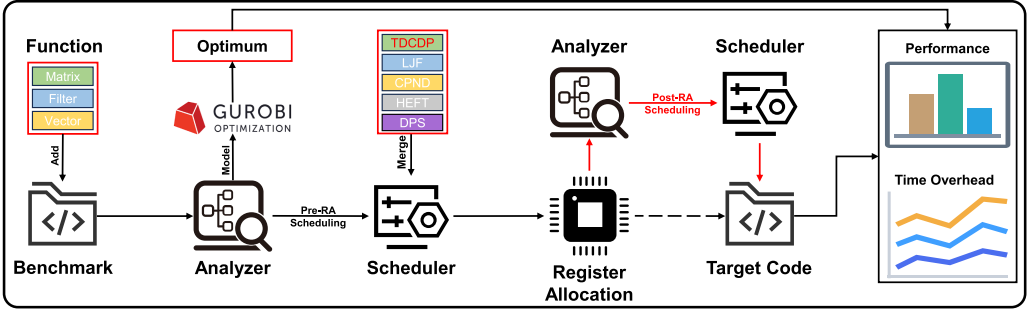 Function
Matrix
Filter
Vector
Add
Benchmark
Optimum
GUROBI
OPTIMIZATION
Model
Analyzer
Pre-RA
Scheduling
TDCDP
LJF
CPND
HEFT
DPS
Merge
Scheduler
Analyzer
Post-RA
Scheduling
Scheduler
Register
Allocation
Target Code
Performance
Time Overhead